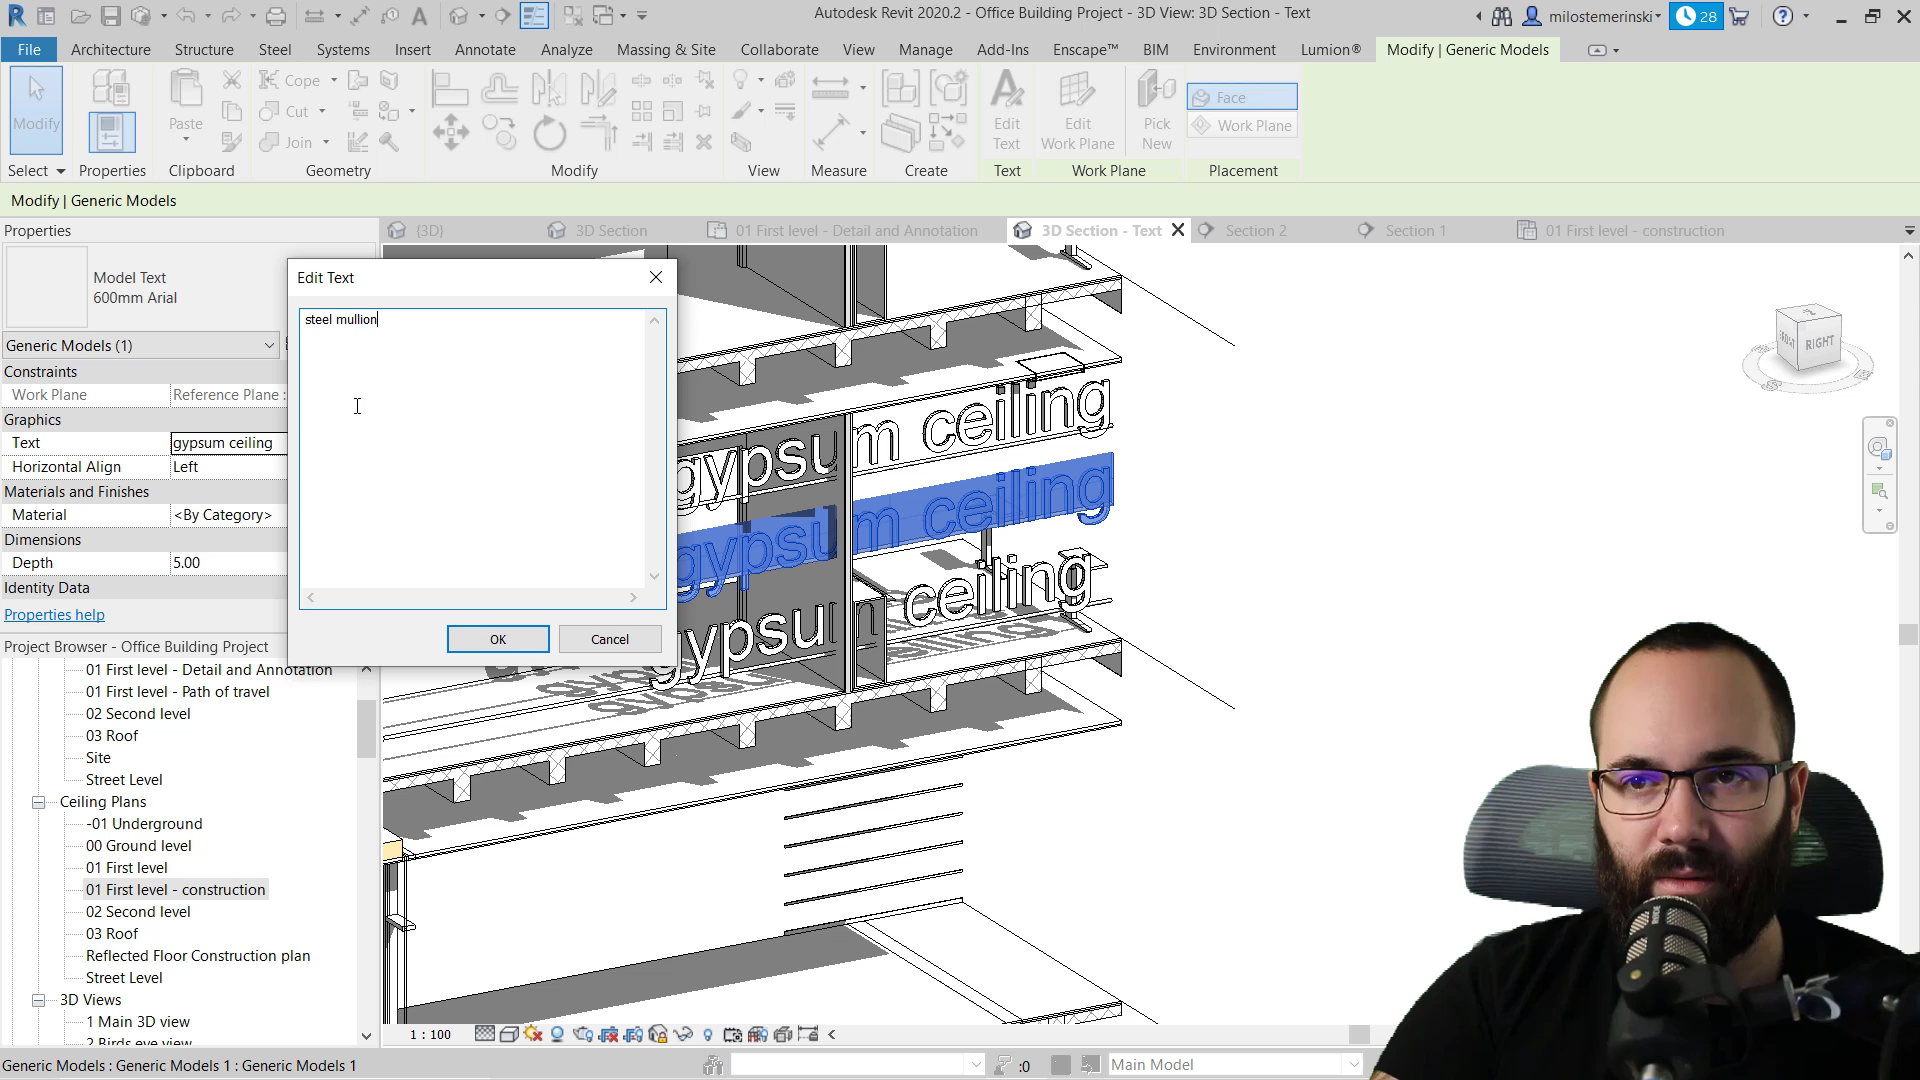 Autodesk Revit 2020.2 - Office Building Project - 3D View: 3D Section - Text
milostemerinski
28
File
Architecture
Structure
Steel
Systems
Insert
Annotate
Analyze
Massing & Site
Collaborate
View
Manage
Add-Ins
Enscape™
BIM
Environment
Lumion®
Modify | Generic Models
Modify
Paste
Cope
Cut
Join
Edit Text
Edit Work Plane
Pick New
Face
Work Plane
Select
Properties
Clipboard
Geometry
Modify
View
Measure
Create
Text
Work Plane
Placement
Modify | Generic Models
Properties
{3D}
3D Section
01 First level - Detail and Annotation
3D Section - Text
Section 2
Section 1
01 First level - construction
Model Text
600mm Arial
Generic Models (1)
Constraints
Work Plane
Reference Plane :
Graphics
Text
gypsum ceiling
Horizontal Align
Left
Materials and Finishes
Material
<By Category>
Dimensions
Depth
5.00
Identity Data
Properties help
Edit Text
steel mullion
OK
Cancel
gypsum ceiling
gypsum ceiling
gypsum ceiling
FRONT
RIGHT
Project Browser - Office Building Project
01 First level - Detail and Annotation
01 First level - Path of travel
02 Second level
03 Roof
Site
Street Level
Ceiling Plans
-01 Underground
00 Ground level
01 First level
01 First level - construction
02 Second level
03 Roof
Reflected Floor Construction plan
Street Level
3D Views
1 Main 3D view
2 Birds eye view
1 : 100
Generic Models : Generic Models 1 : Generic Models 1
:0
Main Model
RØDE